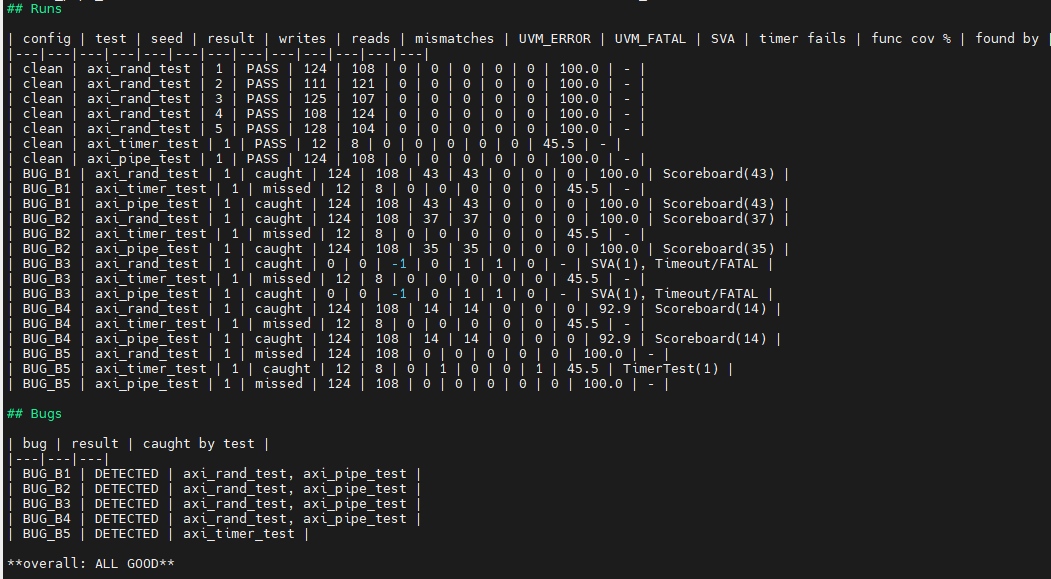 ## Runs
| config | test | seed | result | writes | reads | mismatches | UVM_ERROR | UVM_FATAL | SVA | timer fails | func cov % | found by |
|---|---|---|---|---|---|---|---|---|---|---|---|---|
| clean | axi_rand_test | 1 | PASS | 124 | 108 | 0 | 0 | 0 | 0 | 0 | 100.0 | - |
| clean | axi_rand_test | 2 | PASS | 111 | 121 | 0 | 0 | 0 | 0 | 0 | 100.0 | - |
| clean | axi_rand_test | 3 | PASS | 125 | 107 | 0 | 0 | 0 | 0 | 0 | 100.0 | - |
| clean | axi_rand_test | 4 | PASS | 108 | 124 | 0 | 0 | 0 | 0 | 0 | 100.0 | - |
| clean | axi_rand_test | 5 | PASS | 128 | 104 | 0 | 0 | 0 | 0 | 0 | 100.0 | - |
| clean | axi_timer_test | 1 | PASS | 12 | 8 | 0 | 0 | 0 | 0 | 0 | 45.5 | - |
| clean | axi_pipe_test | 1 | PASS | 124 | 108 | 0 | 0 | 0 | 0 | 0 | 100.0 | - |
| BUG_B1 | axi_rand_test | 1 | caught | 124 | 108 | 43 | 43 | 0 | 0 | 0 | 100.0 | Scoreboard(43) |
| BUG_B1 | axi_timer_test | 1 | missed | 12 | 8 | 0 | 0 | 0 | 0 | 0 | 45.5 | - |
| BUG_B1 | axi_pipe_test | 1 | caught | 124 | 108 | 43 | 43 | 0 | 0 | 0 | 100.0 | Scoreboard(43) |
| BUG_B2 | axi_rand_test | 1 | caught | 124 | 108 | 37 | 37 | 0 | 0 | 0 | 100.0 | Scoreboard(37) |
| BUG_B2 | axi_timer_test | 1 | missed | 12 | 8 | 0 | 0 | 0 | 0 | 0 | 45.5 | - |
| BUG_B2 | axi_pipe_test | 1 | caught | 124 | 108 | 35 | 35 | 0 | 0 | 0 | 100.0 | Scoreboard(35) |
| BUG_B3 | axi_rand_test | 1 | caught | 0 | 0 | -1 | 0 | 1 | 1 | 0 | - | SVA(1), Timeout/FATAL |
| BUG_B3 | axi_timer_test | 1 | missed | 12 | 8 | 0 | 0 | 0 | 0 | 0 | 45.5 | - |
| BUG_B3 | axi_pipe_test | 1 | caught | 0 | 0 | -1 | 0 | 1 | 1 | 0 | - | SVA(1), Timeout/FATAL |
| BUG_B4 | axi_rand_test | 1 | caught | 124 | 108 | 14 | 14 | 0 | 0 | 0 | 92.9 | Scoreboard(14) |
| BUG_B4 | axi_timer_test | 1 | missed | 12 | 8 | 0 | 0 | 0 | 0 | 0 | 45.5 | - |
| BUG_B4 | axi_pipe_test | 1 | caught | 124 | 108 | 14 | 14 | 0 | 0 | 0 | 92.9 | Scoreboard(14) |
| BUG_B5 | axi_rand_test | 1 | missed | 124 | 108 | 0 | 0 | 0 | 0 | 0 | 100.0 | - |
| BUG_B5 | axi_timer_test | 1 | caught | 12 | 8 | 0 | 1 | 0 | 0 | 1 | 45.5 | TimerTest(1) |
| BUG_B5 | axi_pipe_test | 1 | missed | 124 | 108 | 0 | 0 | 0 | 0 | 0 | 100.0 | - |
## Bugs
| bug | result | caught by test |
|---|---|---|
| BUG_B1 | DETECTED | axi_rand_test, axi_pipe_test |
| BUG_B2 | DETECTED | axi_rand_test, axi_pipe_test |
| BUG_B3 | DETECTED | axi_rand_test, axi_pipe_test |
| BUG_B4 | DETECTED | axi_rand_test, axi_pipe_test |
| BUG_B5 | DETECTED | axi_timer_test |
**overall: ALL GOOD**